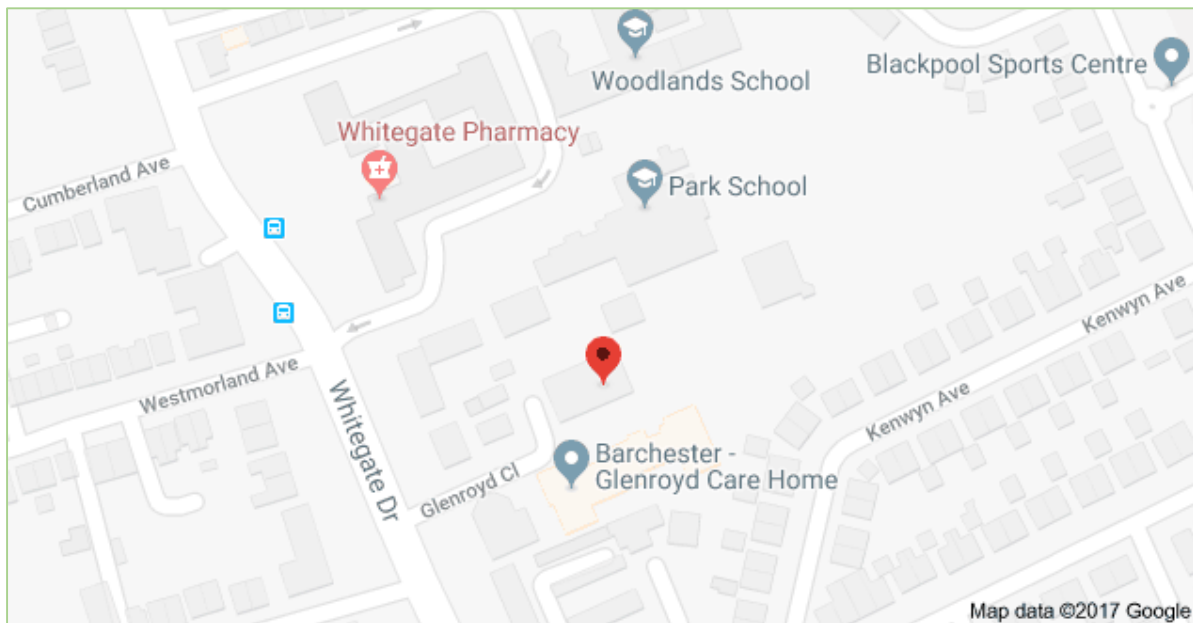 Woodlands School
Blackpool Sports Centre
Whitegate Pharmacy
Park School
Cumberland Ave
Kenwyn Ave
Westmorland Ave
Whitegate Dr
Kenwyn Ave
Glenroyd Cl
Barchester -
Glenroyd Care Home
Map data ©2017 Google